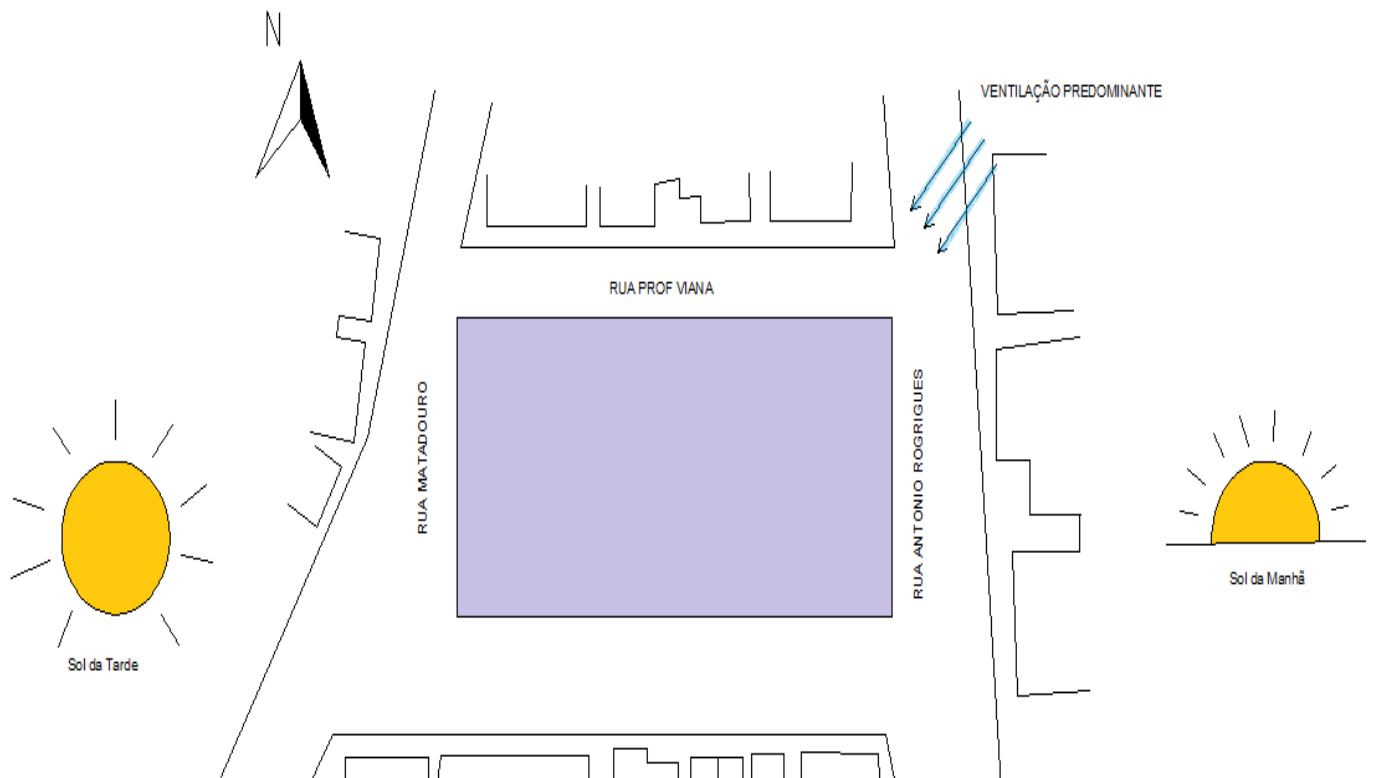 N
VENTILAÇÃO PREDOMINANTE
RUA PROF VIANA
RUA MATADOURO
RUA ANTONIO ROGRIGUES
Sol da Manhã
Sol da Tarde